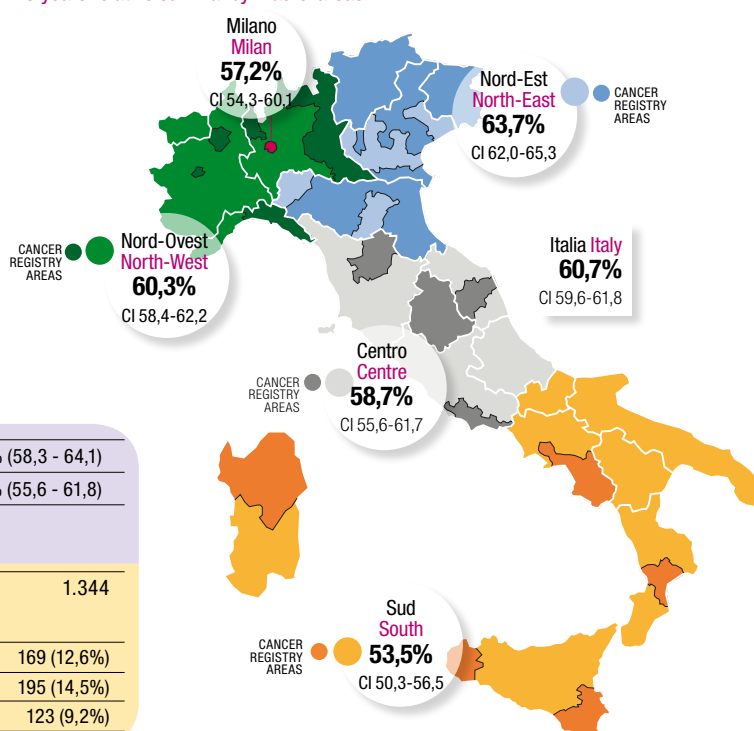 Milano
Milan
57,2%
CI 54,3-60,1
Nord-Est
North-East
63,7%
CI 62,0-65,3
CANCER
REGISTRY
AREAS
CANCER
REGISTRY
AREAS
Nord-Ovest
North-West
60,3%
CI 58,4-62,2
Italia Italy
60,7%
CI 59,6-61,8
CANCER
REGISTRY
AREAS
Centro
Centre
58,7%
CI 55,6-61,7
(58,3 - 64,1)
(55,6 - 61,8)
1.344
169 (12,6%)
195 (14,5%)
123 (9,2%)
CANCER
REGISTRY
AREAS
Sud
South
53,5%
CI 50,3-56,5